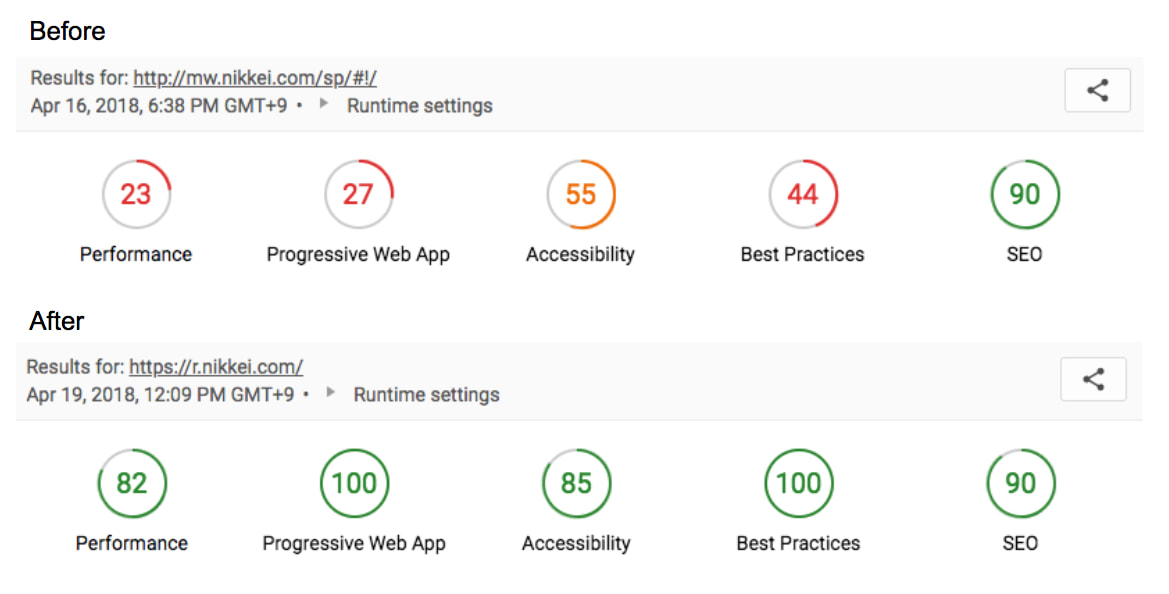 Before
Results for: http://mw.nikkei.com/sp/#!/
Apr 16, 2018, 6:38 PM GMT+9 • ▶ Runtime settings
23 27 55 44 90
Performance Progressive Web App Accessibility Best Practices SEO
After
Results for: https://r.nikkei.com/
Apr 19, 2018, 12:09 PM GMT+9 • ▶ Runtime settings
82 100 85 100 90
Performance Progressive Web App Accessibility Best Practices SEO